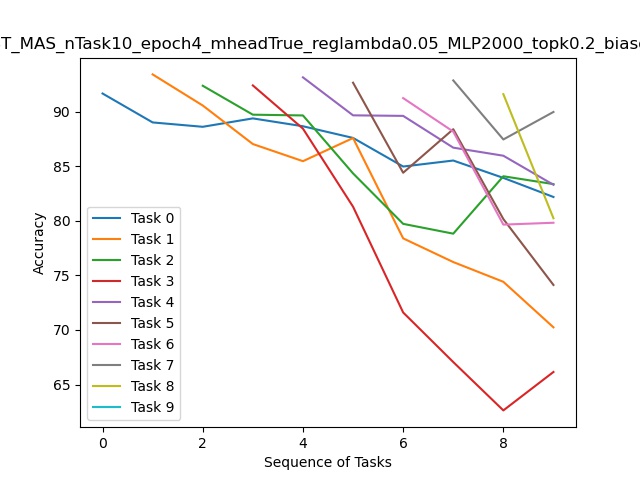 T_MAS_nTask10_epoch4_mheadTrue_reglambda0.05_MLP2000_topk0.2_biase
90
85
80
75
70
65
Accuracy
Task 0
Task 1
Task 2
Task 3
Task 4
Task 5
Task 6
Task 7
Task 8
Task 9
0 2 4 6 8
Sequence of Tasks